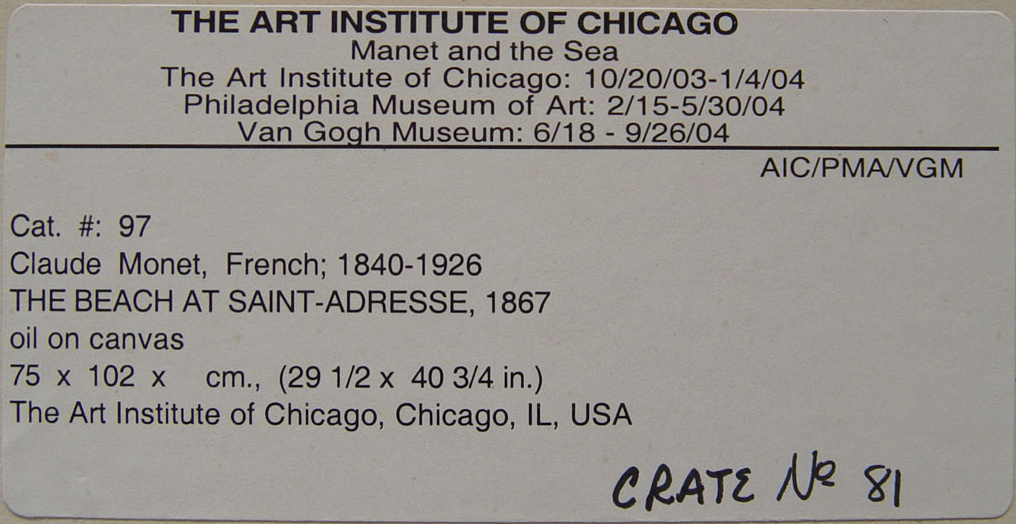 THE ART INSTITUTE OF CHICAGO
Manet and the Sea
The Art Institute of Chicago: 10/20/03-1/4/04
Philadelphia Museum of Art: 2/15-5/30/04
Van Gogh Museum: 6/18 - 9/26/04
AIC/PMA/VGM
Cat. #: 97
Claude Monet, French; 1840-1926
THE BEACH AT SAINT-ADRESSE, 1867
oil on canvas
75 x 102 x cm., (29 1/2 x 40 3/4 in.)
The Art Institute of Chicago, Chicago, IL, USA
CRATE № 81